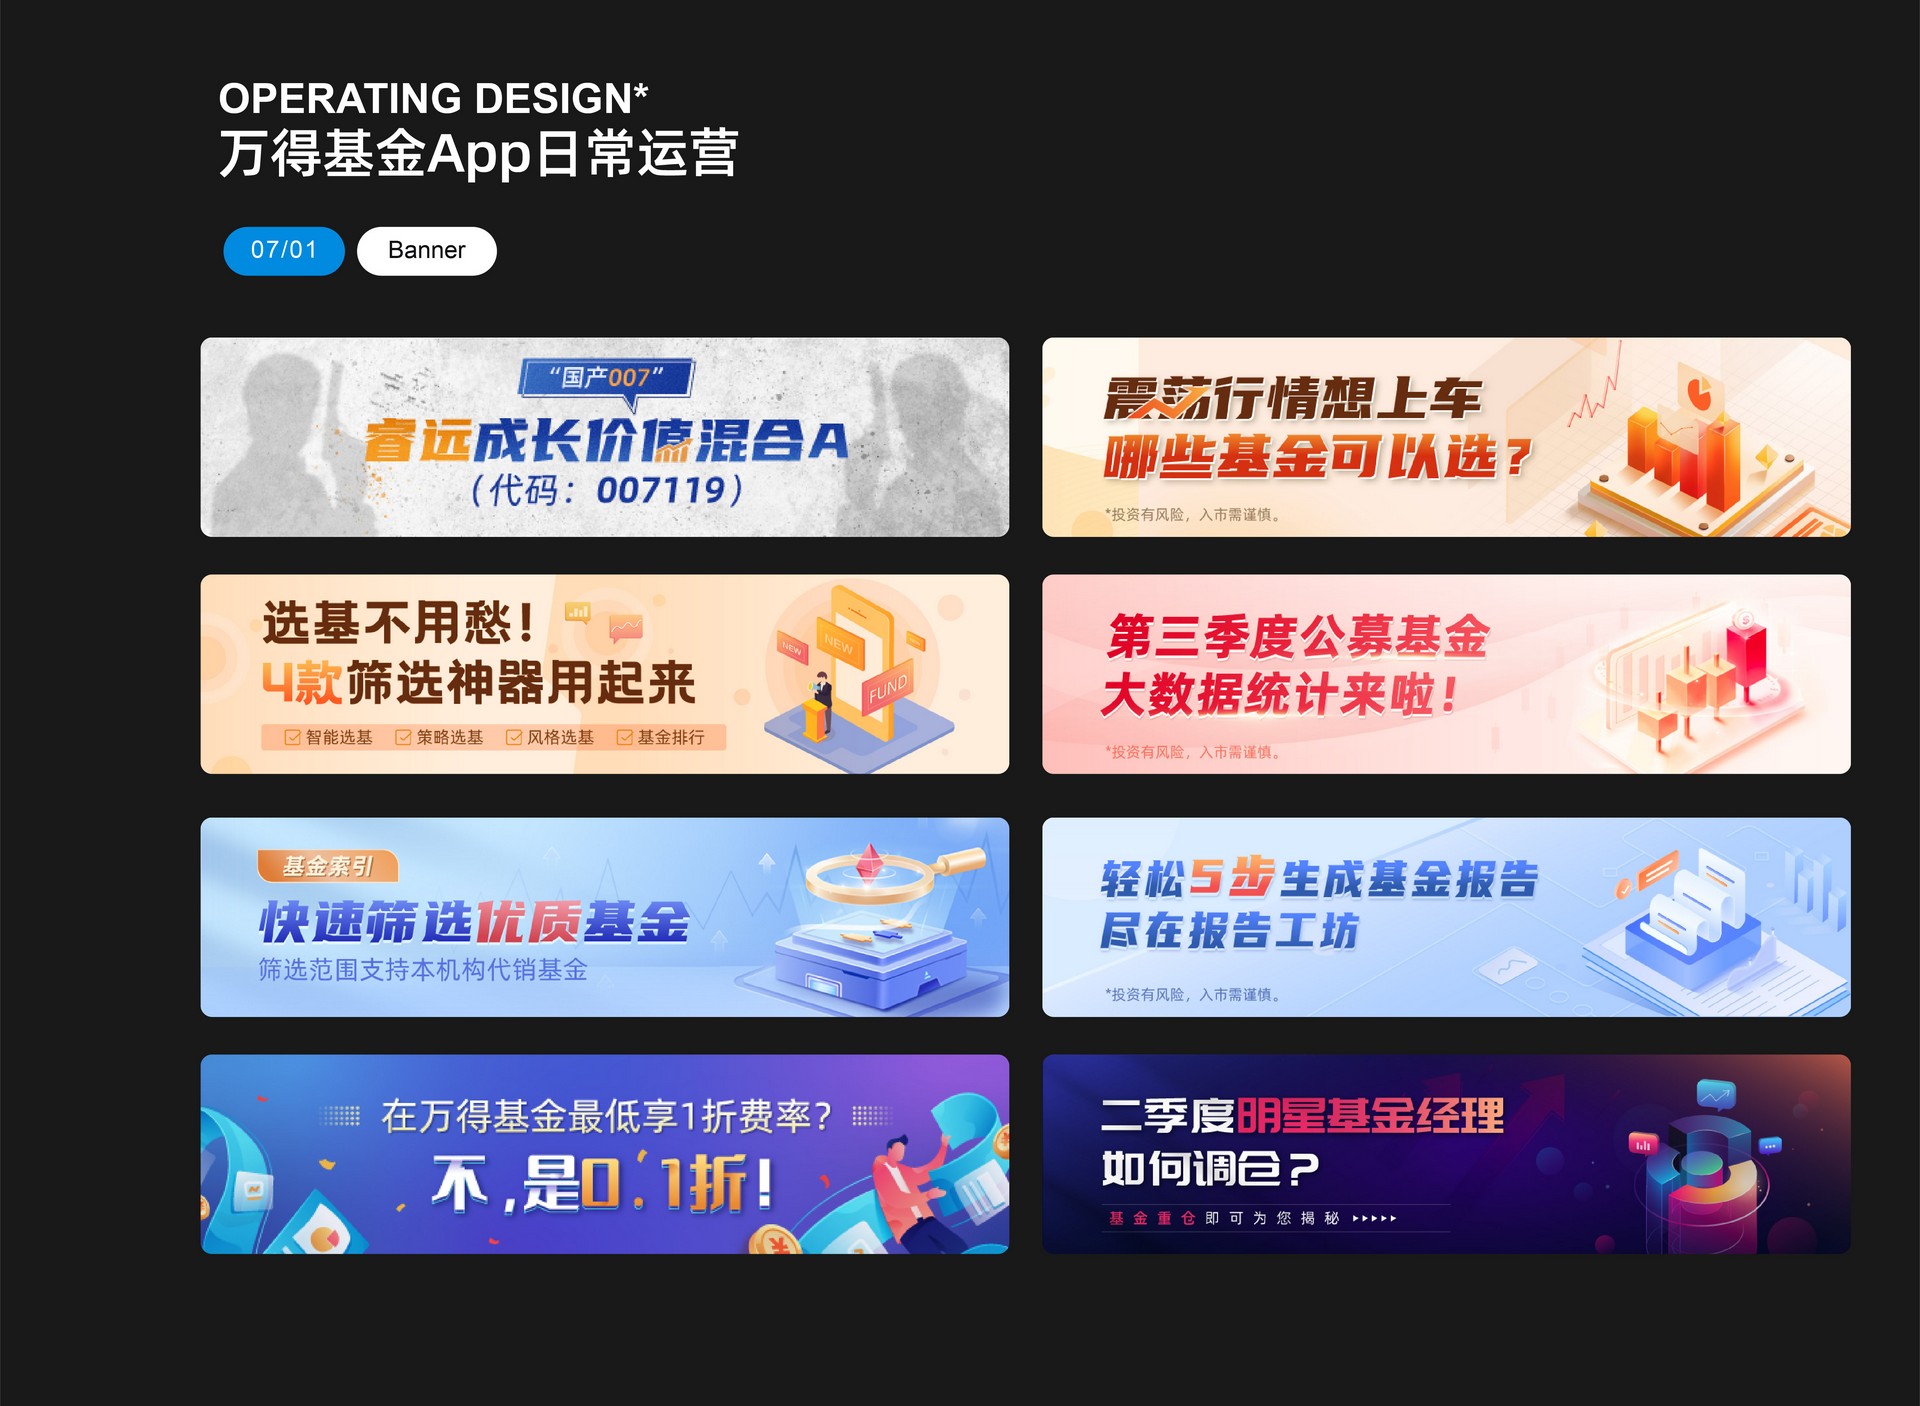 OPERATING DESIGN*
万得基金App日常运营
07/01
Banner
“国产007”
睿远成长价值混合A
（代码：007119）
震荡行情想上车
哪些基金可以选？
*投资有风险，入市需谨慎。
选基不用愁！
4款筛选神器用起来
智能选基 策略选基 风格选基 基金排行
NEW
NEW
FUND
第三季度公募基金
大数据统计来啦！
*投资有风险，入市需谨慎。
基金索引
快速筛选优质基金
筛选范围支持本机构代销基金
轻松5步生成基金报告
尽在报告工坊
*投资有风险，入市需谨慎。
在万得基金最低享1折费率？
不,是0.1折！
二季度明星基金经理
如何调仓？
基金重仓即可为您揭秘